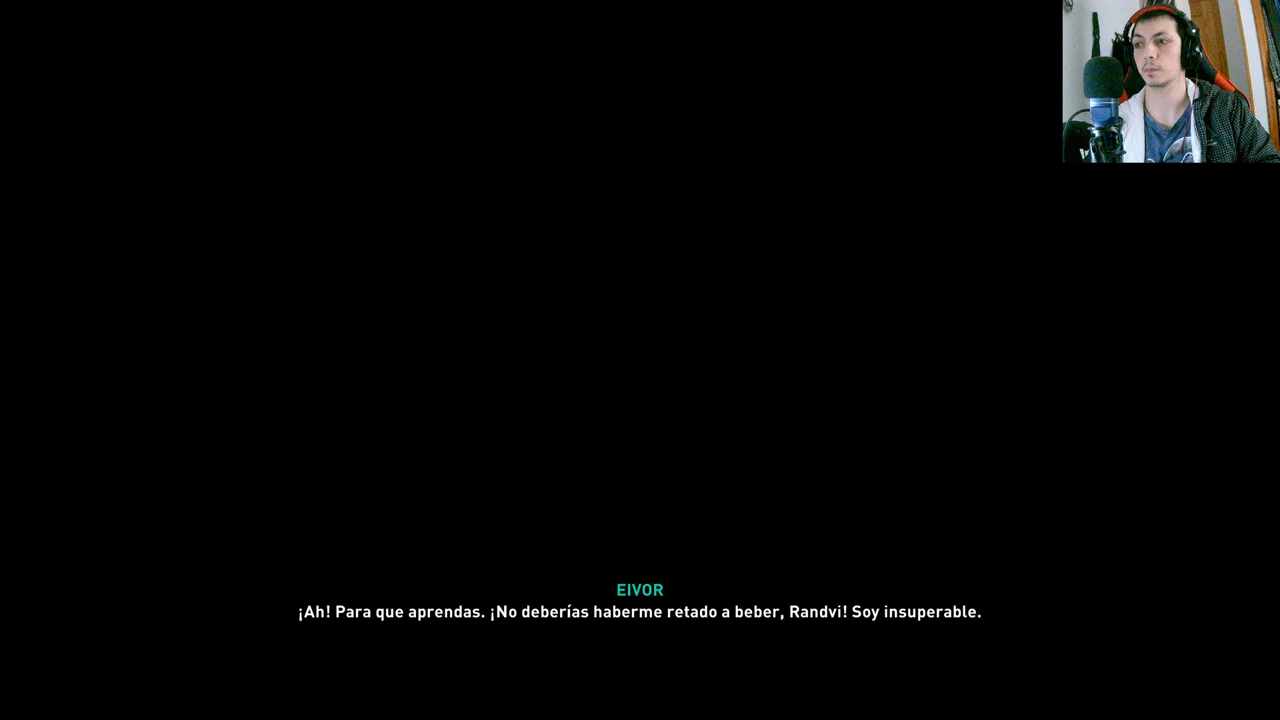 EIVOR
¡Ah! Para que aprendas. ¡No deberías haberme retado a beber, Randvi! Soy insuperable.